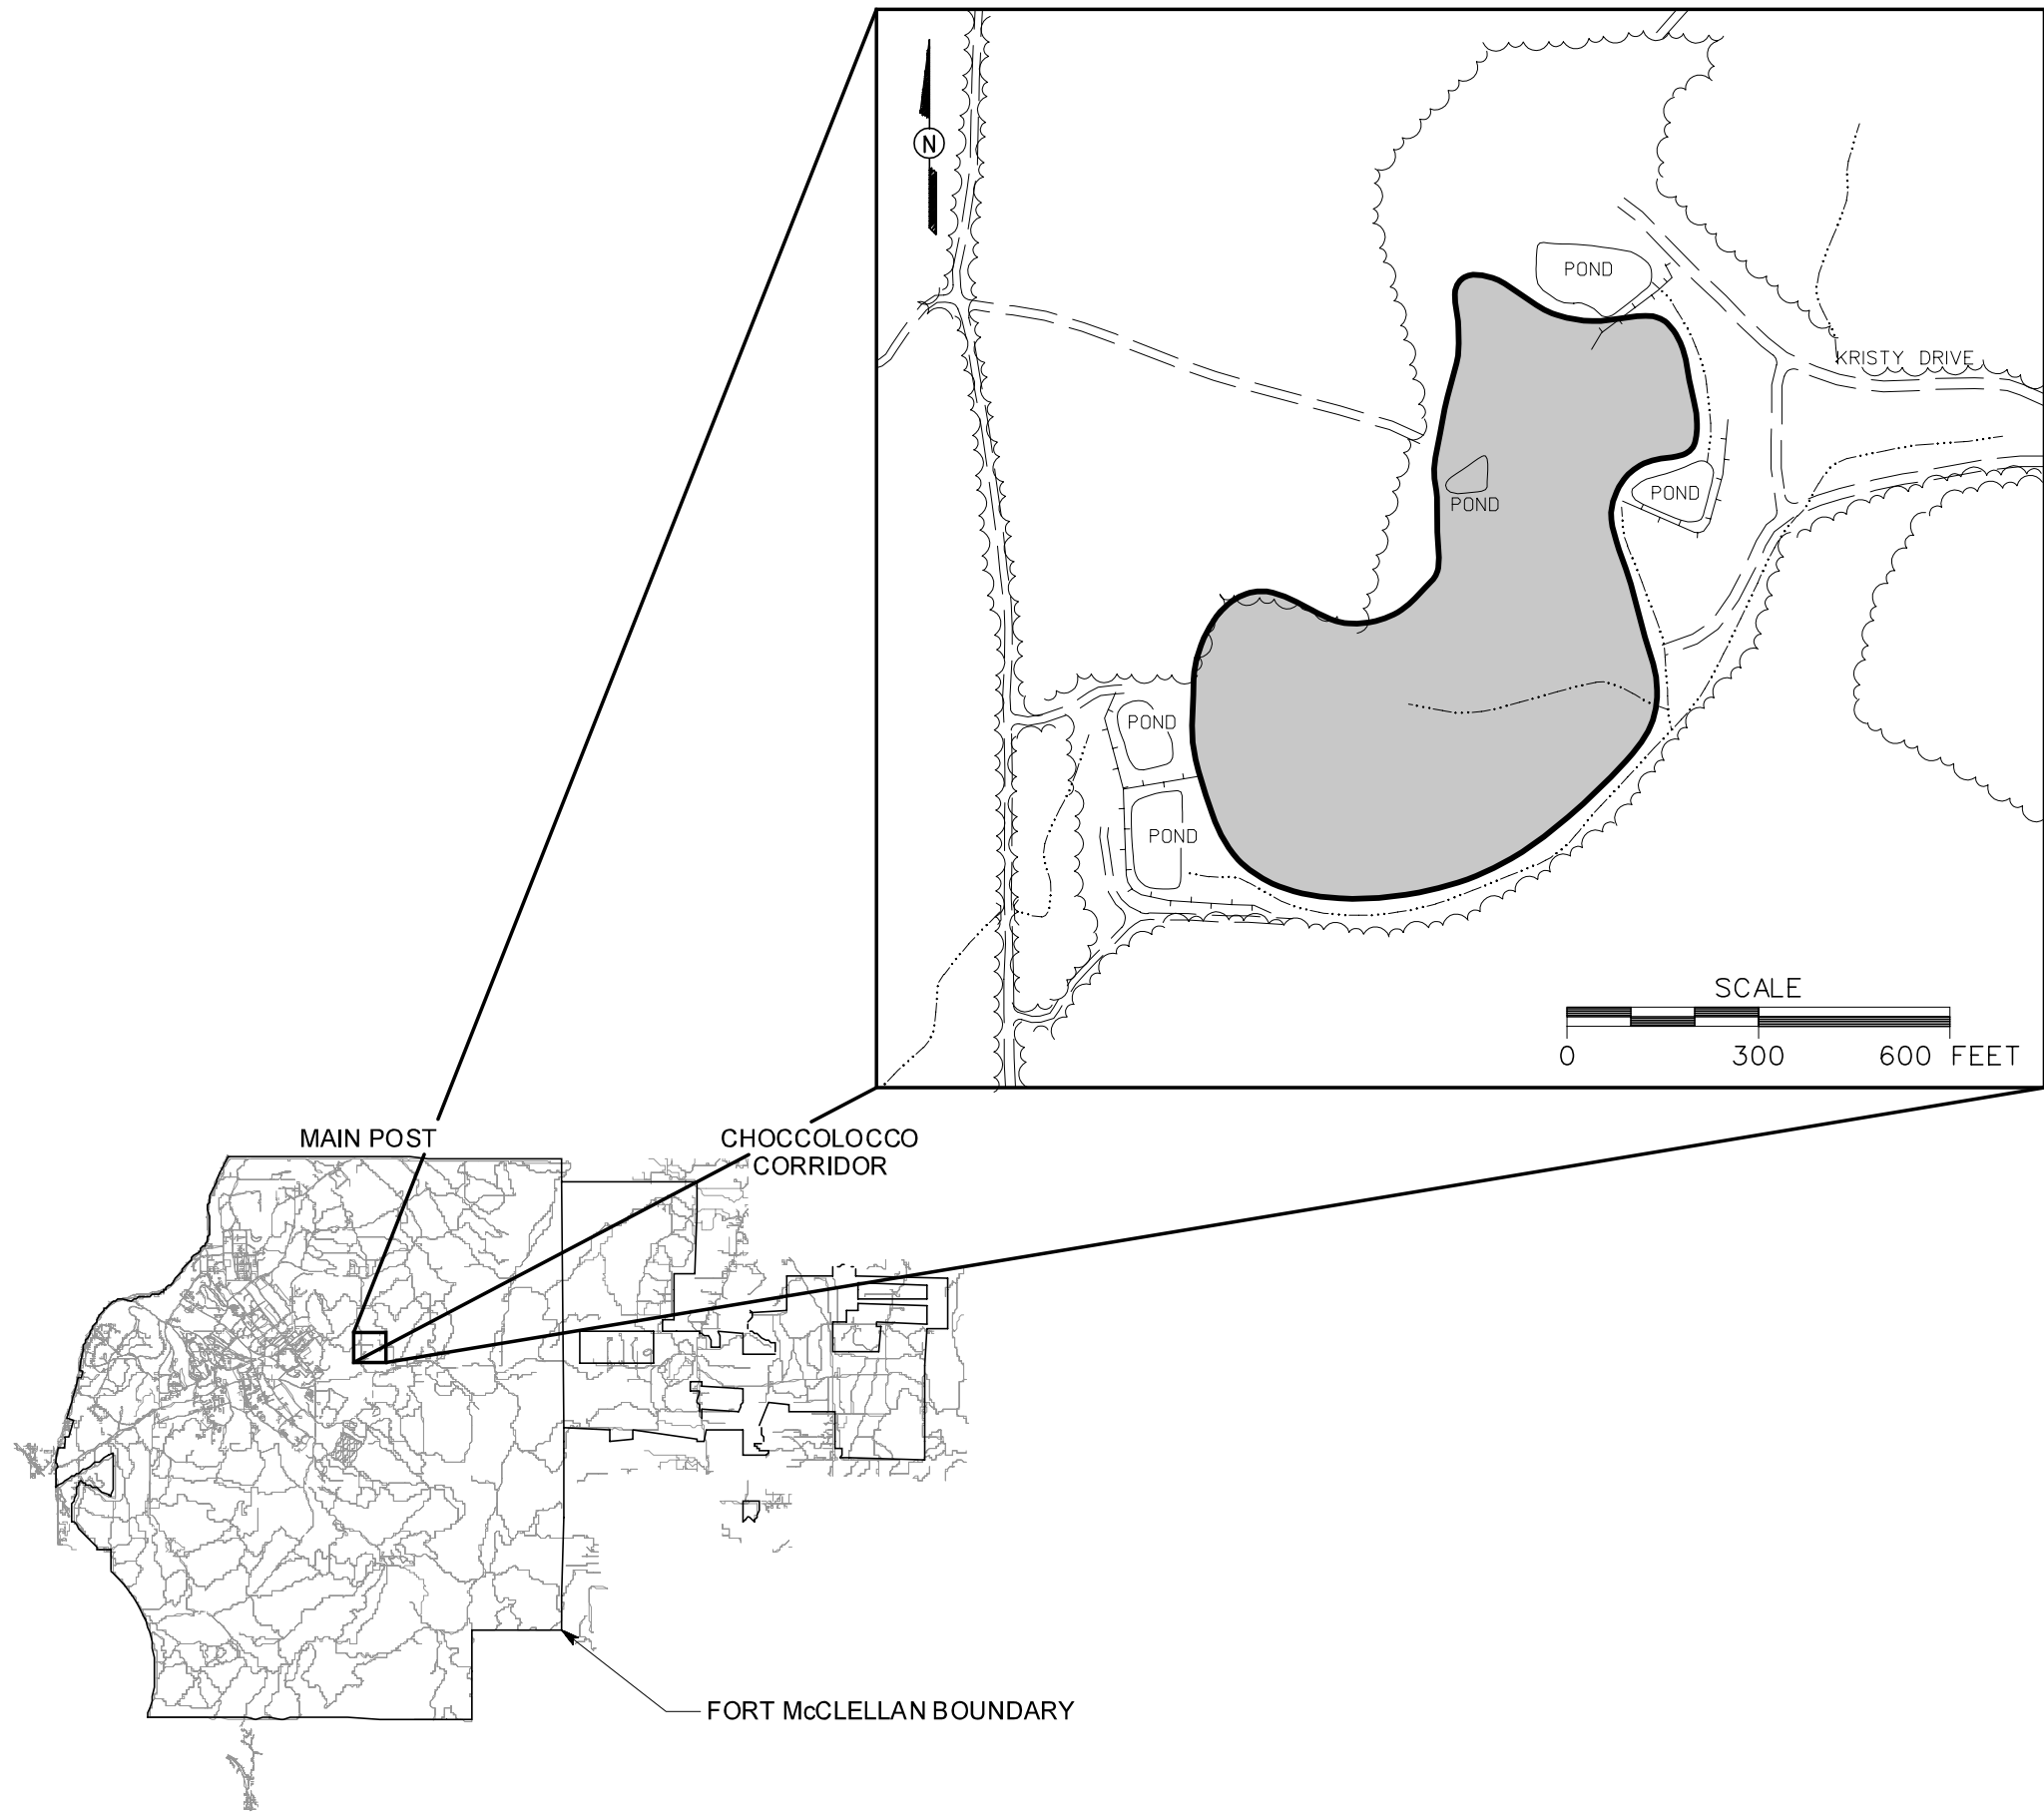 N
POND
KRISTY DRIVE
POND
POND
POND
POND
SCALE
0 300 600 FEET
MAIN POST
CHOCCOLOCCO
CORRIDOR
FORT McCLELLAN BOUNDARY